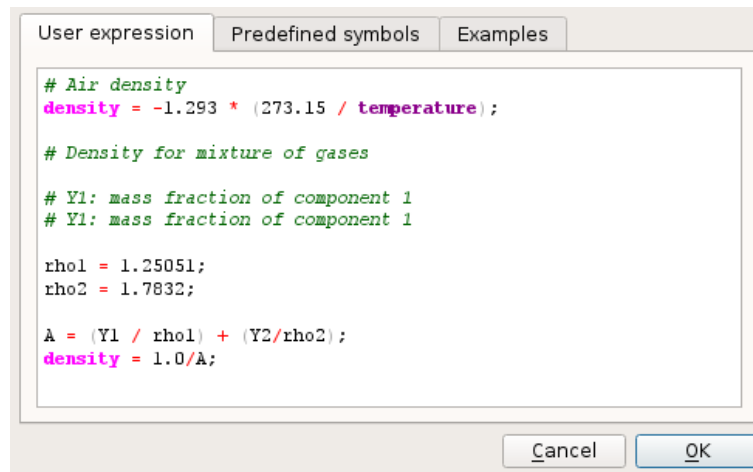 User expression Predefined symbols Examples
# Air density
density = -1.293 * (273.15 / temperature);
# Density for mixture of gases
# Y1: mass fraction of component 1
# Y1: mass fraction of component 1
rho1 = 1.25051;
rho2 = 1.7832;
A = (Y1 / rho1) + (Y2/rho2);
density = 1.0/A;
Cancel OK